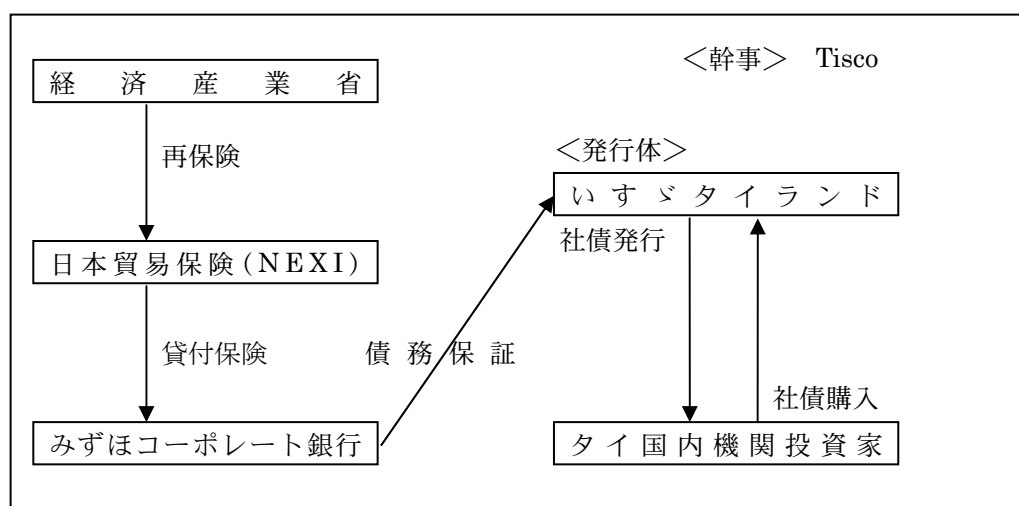 <幹事> Tisco
経済産業省
再保険
<発行体>
いすゞタイランド
社債発行
日本貿易保険(NEXI)
貸付保険
債務保証
社債購入
みずほコーポレート銀行
タイ国内機関投資家